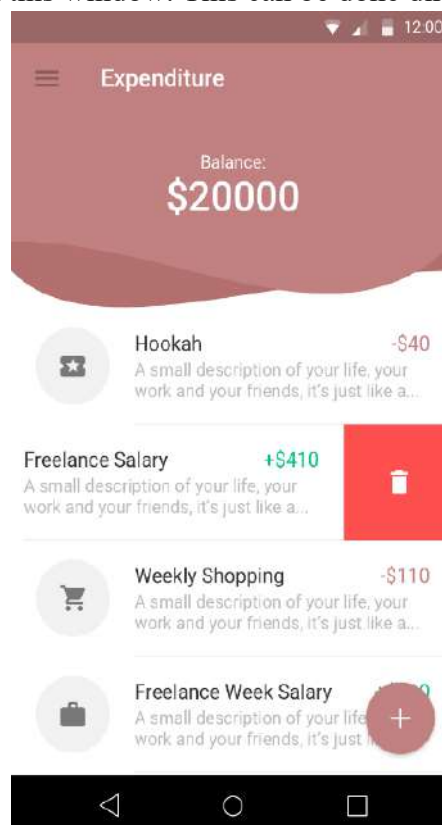 12:00
Expenditure
Balance:
$20000
Hookah -$40
A small description of your life, your
work and your friends, it's just like a...
Freelance Salary +$410
A small description of your life, your
work and your friends, it's just like a...
Weekly Shopping -$110
A small description of your life, your
work and your friends, it's just like a...
Freelance Week Salary
A small description of your life
work and your friends, it's just